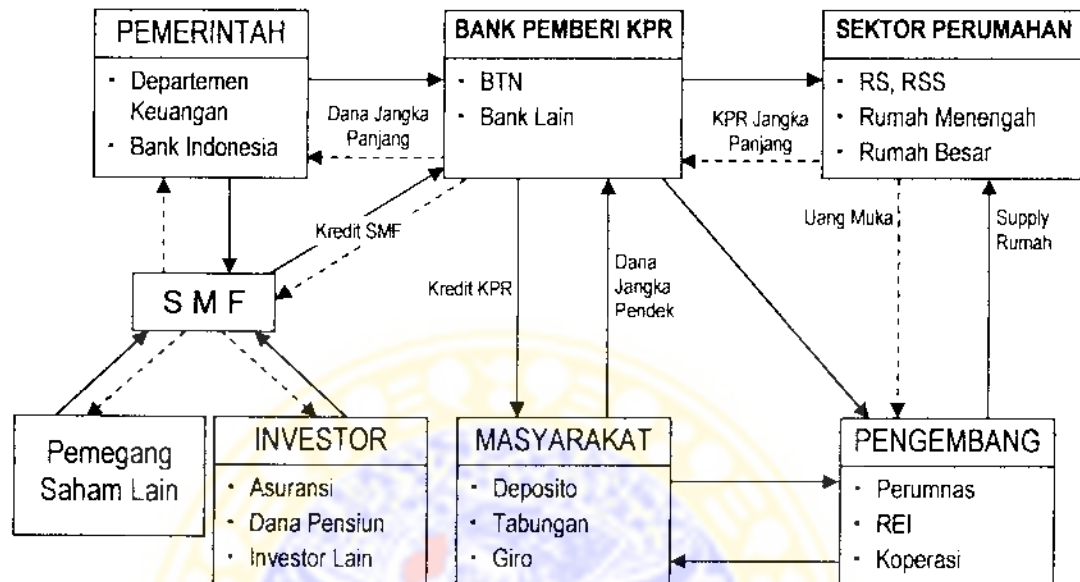 PEMERINTAH
· Departemen
Keuangan
· Bank Indonesia
Dana Jangka
Panjang
BANK PEMBERI KPR
· BTN
· Bank Lain
KPR Jangka
Panjang
SEKTOR PERUMAHAN
· RS, RSS
· Rumah Menengah
· Rumah Besar
Kredit SMF
S M F
Kredit KPR
Dana
Jangka
Pendek
Uang Muka
Supply
Rumah
Pemegang
Saham Lain
INVESTOR
· Asuransi
· Dana Pensiun
· Investor Lain
MASYARAKAT
· Deposito
· Tabungan
· Giro
PENGEMBANG
· Perumnas
· REI
· Koperasi